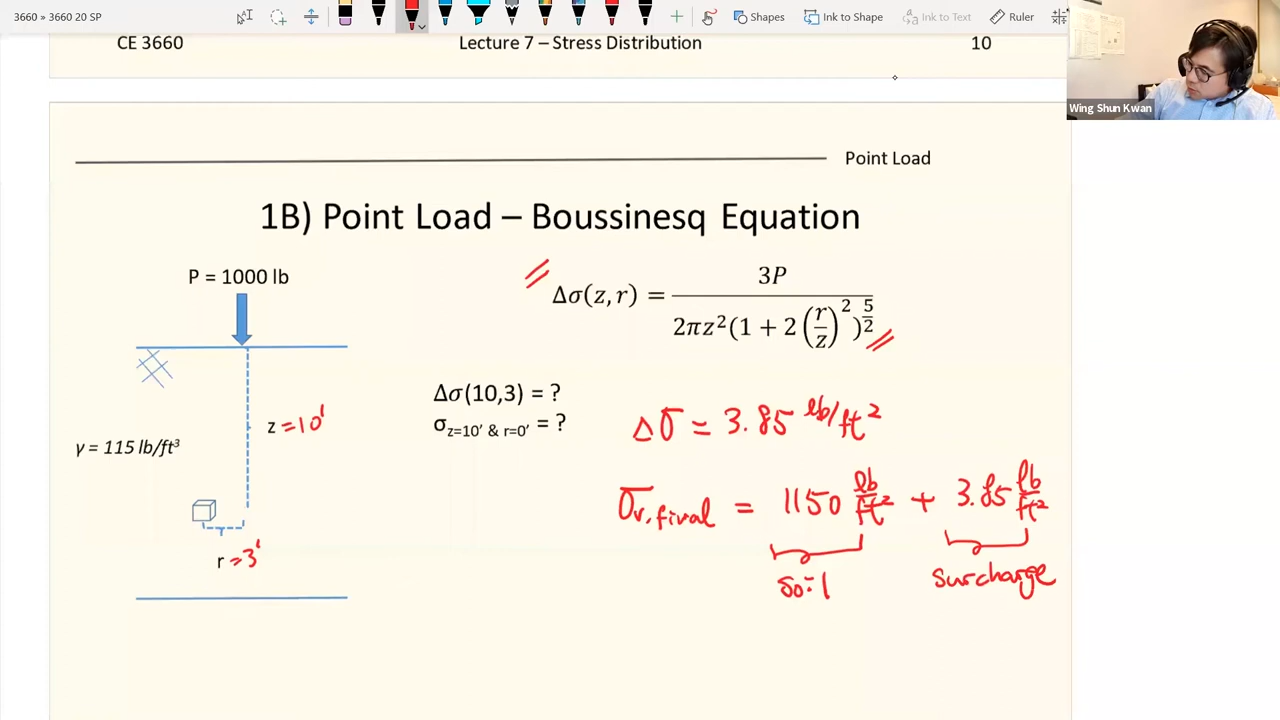 3660 » 3660 20 SP
Shapes
Ink to Shape
Ink to Text
Ruler
Wing Shun Kwan
CE 3660
Lecture 7 – Stress Distribution
10
Point Load
1B) Point Load – Boussinesq Equation
P = 1000 lb
Δσ(z,r) = 3P / 2πz²(1 + 2(r/z)²)^5/2
Δσ(10,3) = ?
σz=10' & r=0' = ?
γ = 115 lb/ft³
z = 10'
r = 3'
Δσ = 3.85 lb/ft²
σv,final = 1150 lb/ft² + 3.85 lb/ft²
soil
surcharge